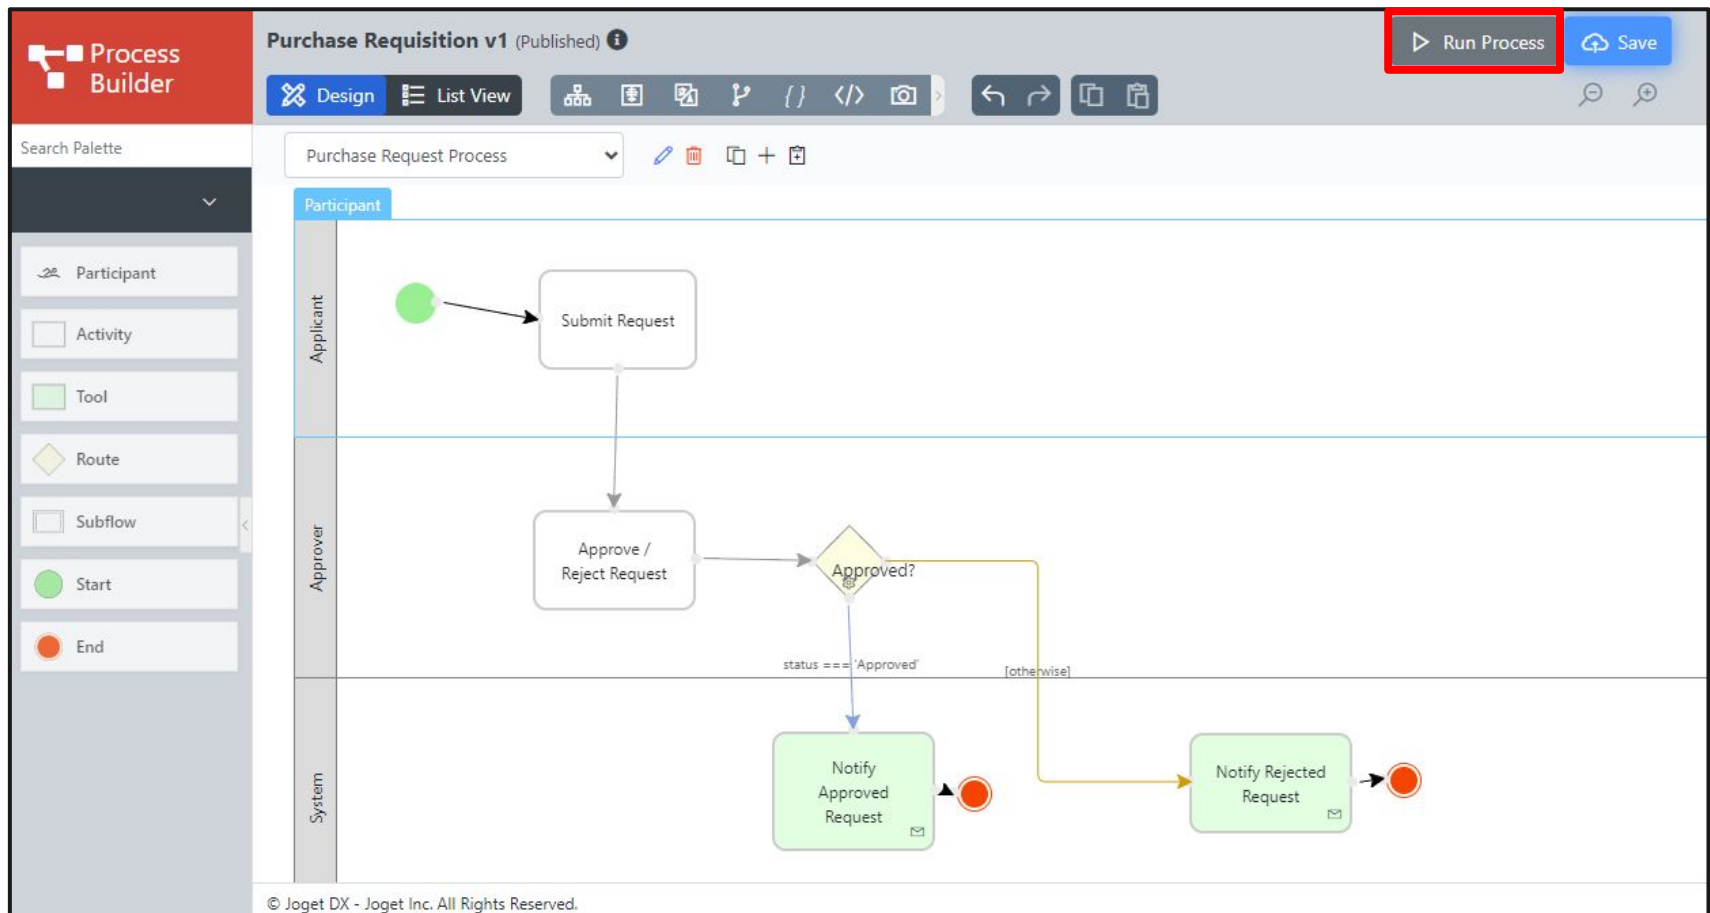 Process
Builder
Purchase Requisition v1 (Published)
Run Process
Save
Design
List View
Search Palette
Purchase Request Process
Participant
Participant
Activity
Tool
Route
Subflow
Start
End
Applicant
Submit Request
Approver
Approve /
Reject Request
Approved?
status === 'Approved'
[otherwise]
System
Notify
Approved
Request
Notify Rejected
Request
© Joget DX - Joget Inc. All Rights Reserved.